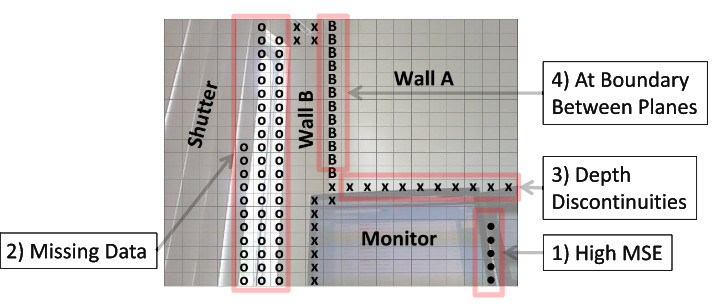 o x x B
o o x x B
o o B
o o B
Wall A
o o B
4) At Boundary
Between Planes
Shutter
Wall B
o o B
o o B
o o B
o o B
o o o B
o o o B
o o o B
o o o x x x x x x x x x x x
3) Depth
Discontinuities
o o o x x
o o o x
o o o x ●
Monitor
o o o x ●
2) Missing Data
1) High MSE
o o o x ●
o o o x ●
o o o x ●